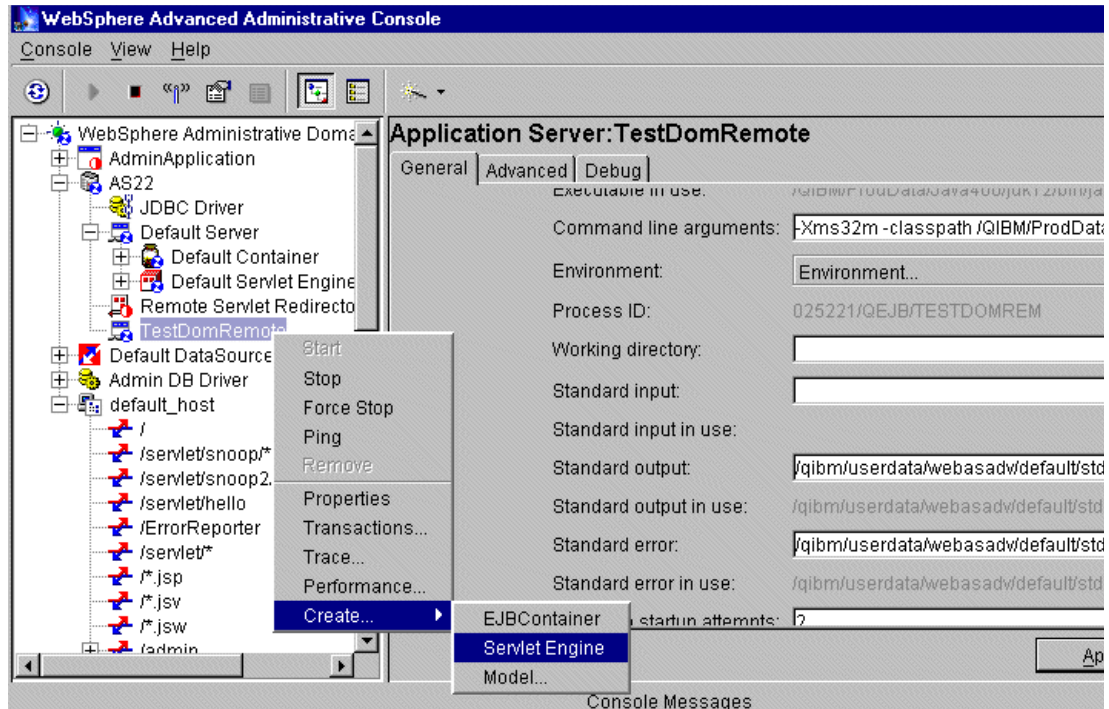 WebSphere Advanced Administrative Console
Console View Help
WebSphere Administrative Doma
AdminApplication
AS22
JDBC Driver
Default Server
Default Container
Default Servlet Engine
Remote Servlet Redirecto
TestDomRemote
Default DataSource
Admin DB Driver
default_host
/
/servlet/snoop/*
/servlet/snoop2
/servlet/hello
/ErrorReporter
/servlet/*
/*.jsp
/*.jsv
/*.jsw
/admin
Start
Stop
Force Stop
Ping
Remove
Properties
Transactions...
Trace...
Performance...
Create...
EJBContainer
Servlet Engine
Model...
Application Server:TestDomRemote
General Advanced Debug
Executable in use:
Command line arguments: -Xms32m -classpath /QIBM/ProdData
Environment: Environment...
Process ID: 025221/QEJB/TESTDOMREM
Working directory:
Standard input:
Standard input in use:
Standard output: /qibm/userdata/webasadv/default/std
Standard output in use: /qibm/userdata/webasadv/default/std
Standard error: /qibm/userdata/webasadv/default/std
Standard error in use: /qibm/userdata/webasadv/default/std
startup attempts: 2
Ap
Console Messages